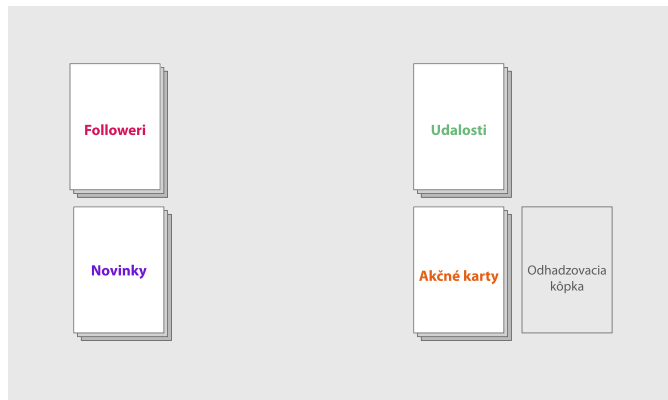 Followeri
Udalosti
Novinky
Akčné karty
Odhadzovacia
kôpka